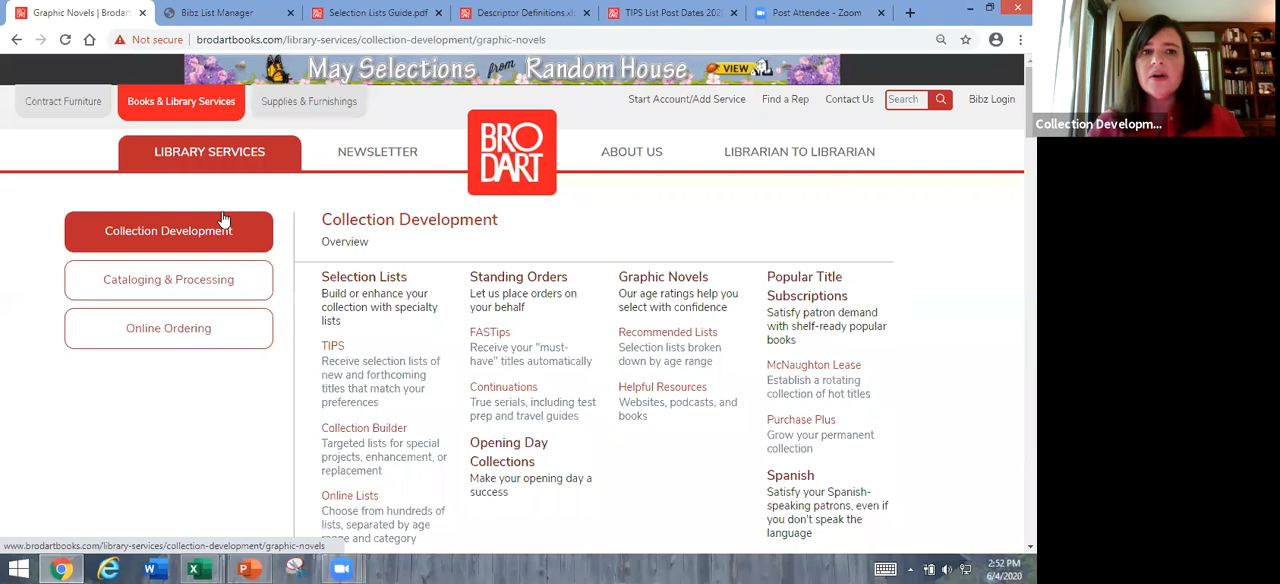 Graphic Novels | Brodar
Bibz List Manager
Selection Lists Guide.pdf
Descriptor Definitions.xls
TIPS List Post Dates 202
Post Attendee - Zoom
Not secure | brodartbooks.com/library-services/collection-development/graphic-novels
May Selections from Random House VIEW
Contract Furniture
Books & Library Services
Supplies & Furnishings
Start Account/Add Service
Find a Rep
Contact Us
Search
Bibz Login
LIBRARY SERVICES
NEWSLETTER
BRO
DART
ABOUT US
LIBRARIAN TO LIBRARIAN
Collection Development
Cataloging & Processing
Online Ordering
Collection Development
Overview
Selection Lists
Build or enhance your
collection with specialty
lists
TIPS
Receive selection lists of
new and forthcoming
titles that match your
preferences
Collection Builder
Targeted lists for special
projects, enhancement, or
replacement
Online Lists
Choose from hundreds of
lists, separated by age
range and category
Standing Orders
Let us place orders on
your behalf
FASTips
Receive your "must-
have" titles automatically
Continuations
True serials, including test
prep and travel guides
Opening Day
Collections
Make your opening day a
success
Graphic Novels
Our age ratings help you
select with confidence
Recommended Lists
Selection lists broken
down by age range
Helpful Resources
Websites, podcasts, and
books
Popular Title
Subscriptions
Satisfy patron demand
with shelf-ready popular
books
McNaughton Lease
Establish a rotating
collection of hot titles
Purchase Plus
Grow your permanent
collection
Spanish
Satisfy your Spanish-
speaking patrons, even if
you don't speak the
language
www.brodartbooks.com/library-services/collection-development/graphic-novels
2:52 PM
6/4/2020
Collection Developm...